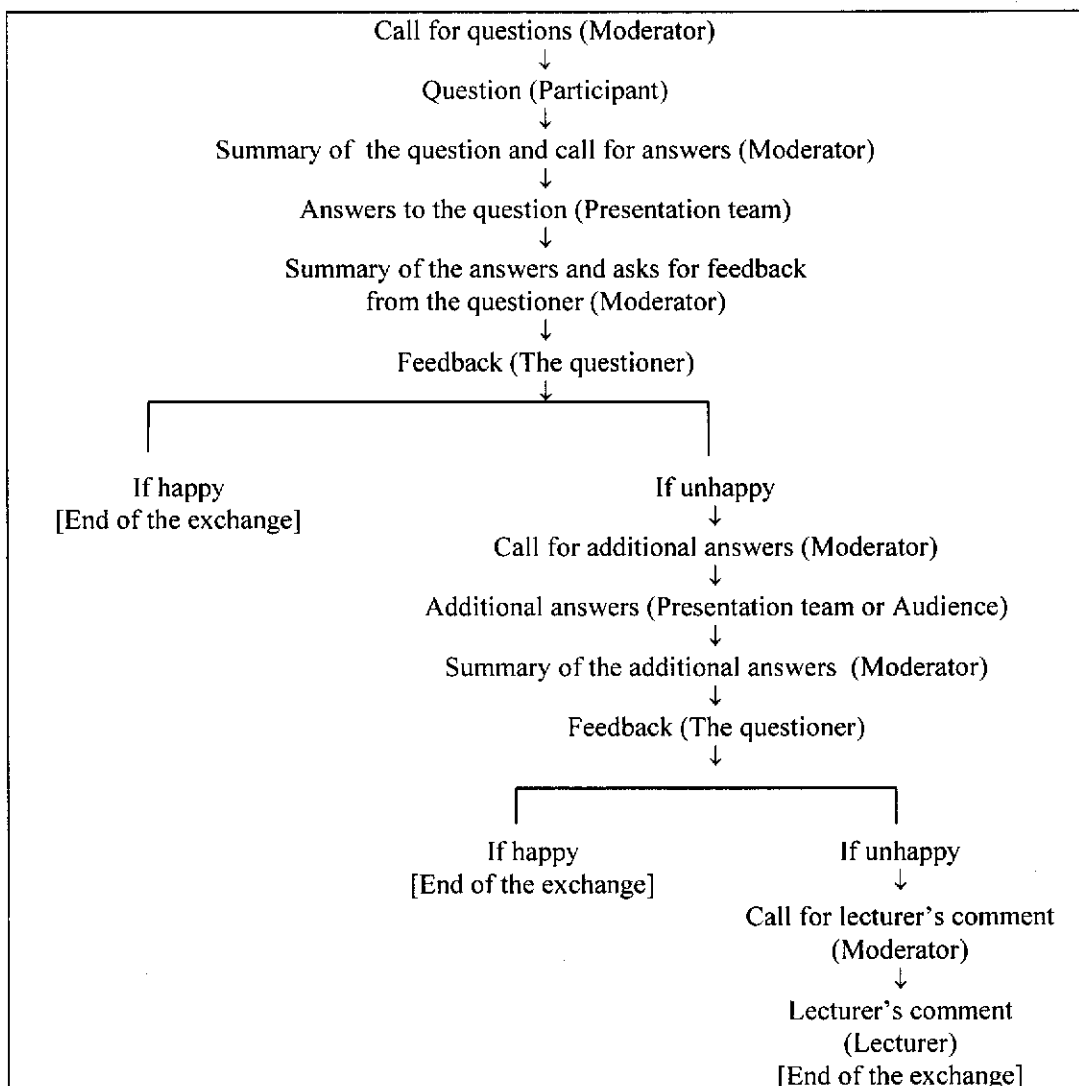 Call for questions (Moderator)
↓
Question (Participant)
↓
Summary of the question and call for answers (Moderator)
↓
Answers to the question (Presentation team)
↓
Summary of the answers and asks for feedback
from the questioner (Moderator)
↓
Feedback (The questioner)
↓
If happy
[End of the exchange]
If unhappy
↓
Call for additional answers (Moderator)
↓
Additional answers (Presentation team or Audience)
↓
Summary of the additional answers (Moderator)
↓
Feedback (The questioner)
↓
If happy
[End of the exchange]
If unhappy
↓
Call for lecturer's comment
(Moderator)
↓
Lecturer's comment
(Lecturer)
[End of the exchange]